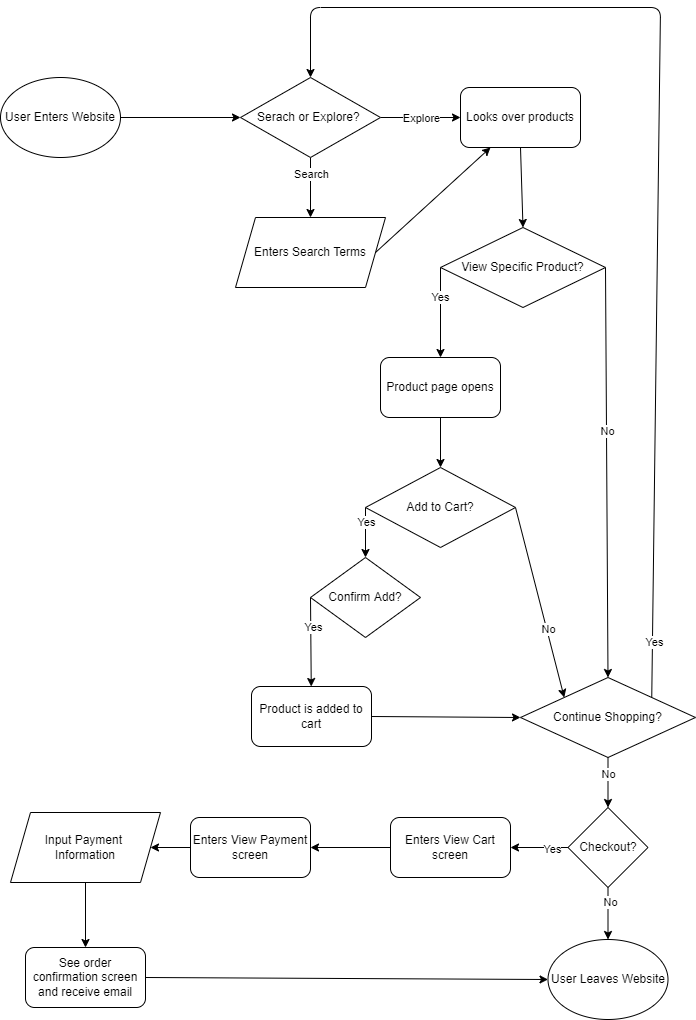 User Enters Website
Serach or Explore?
Explore
Looks over products
Search
Enters Search Terms
View Specific Product?
Yes
Product page opens
No
Add to Cart?
Yes
Confirm Add?
Yes
No
Yes
Product is added to
cart
Continue Shopping?
No
Input Payment
Information
Enters View Payment
screen
Enters View Cart
screen
Yes
Checkout?
No
See order
confirmation screen
and receive email
User Leaves Website